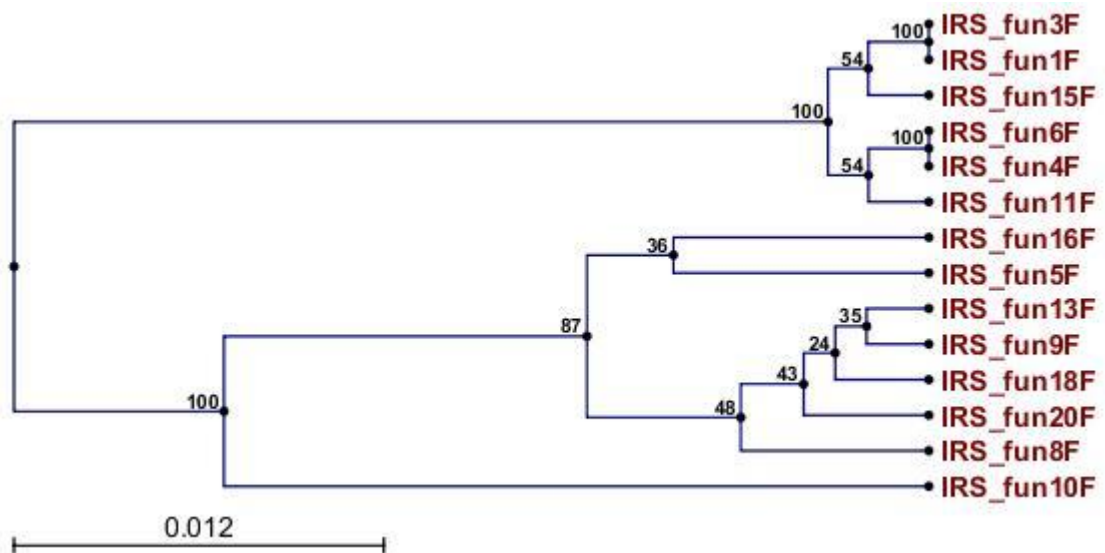 IRS_fun3F
100
IRS_fun1F
54
IRS_fun15F
100
IRS_fun6F
100
IRS_fun4F
54
IRS_fun11F
IRS_fun16F
36
IRS_fun5F
IRS_fun13F
35
87
IRS_fun9F
24
IRS_fun18F
43
100
48
IRS_fun20F
IRS_fun8F
IRS_fun10F
0.012